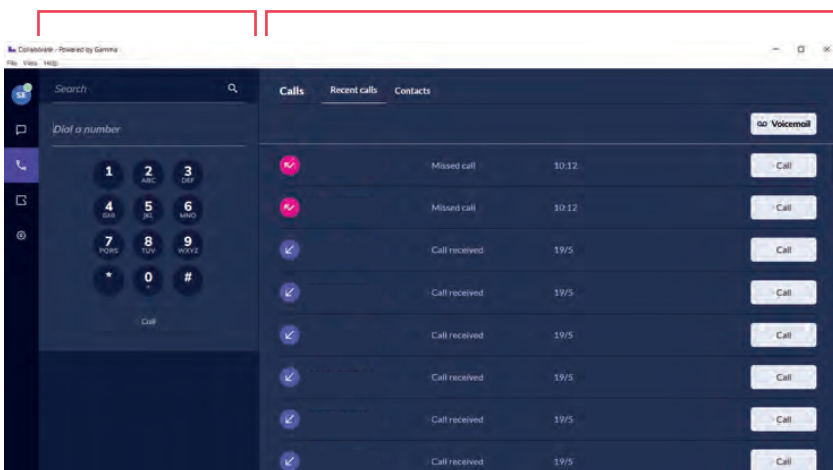 Collaborate - Powered by Gamma
File View Help
SE
Search
Calls Recent calls Contacts
Dial a number
Voicemail
1 2 3
ABC DEF
4 5 6
GHI JKL MNO
7 8 9
PQRS TUV WXYZ
* 0 #
+
Call
Missed call 10:12 Call
Missed call 10:12 Call
Call received 19/5 Call
Call received 19/5 Call
Call received 19/5 Call
Call received 19/5 Call
Call received 19/5 Call
Call received 19/5 Call